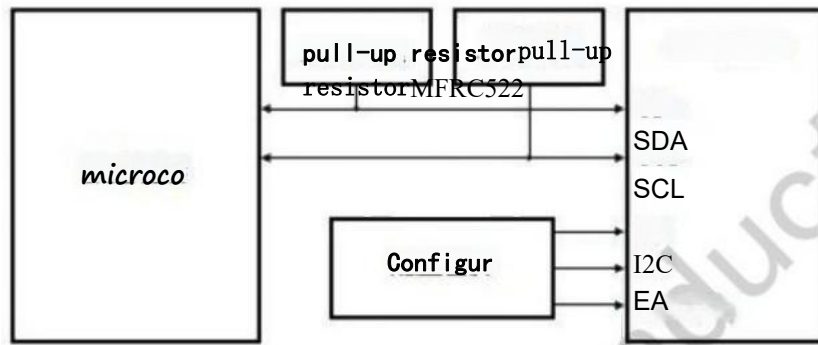 pull-up resistorpull-up
resistorMFRC522
SDA
microco
SCL
Configur
I2C
EA